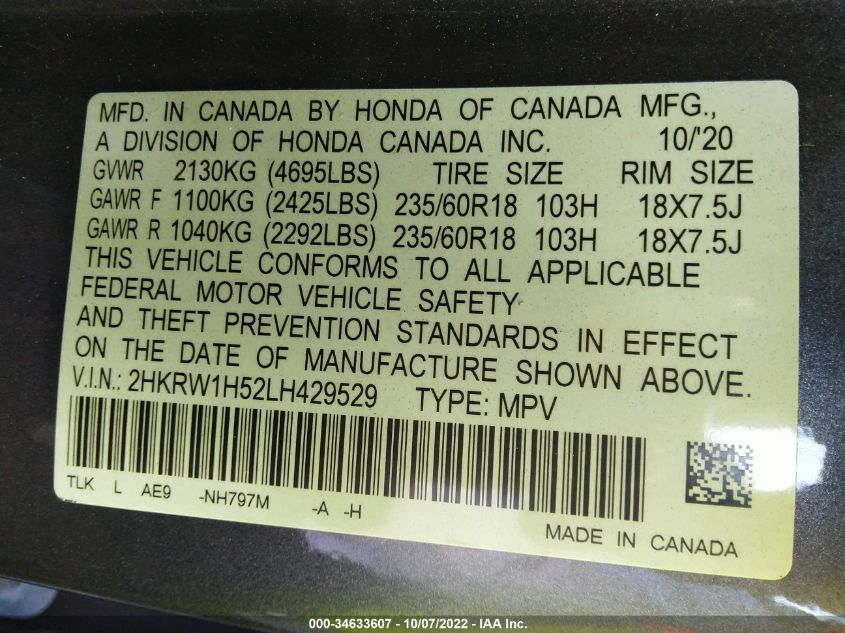 MFD. IN CANADA BY HONDA OF CANADA MFG.,
A DIVISION OF HONDA CANADA INC. 10/'20
GVWR 2130KG (4695LBS) TIRE SIZE RIM SIZE
GAWR F 1100KG (2425LBS) 235/60R18 103H 18X7.5J
GAWR R 1040KG (2292LBS) 235/60R18 103H 18X7.5J
THIS VEHICLE CONFORMS TO ALL APPLICABLE
FEDERAL MOTOR VEHICLE SAFETY
AND THEFT PREVENTION STANDARDS IN EFFECT
ON THE DATE OF MANUFACTURE SHOWN ABOVE.
V.I.N.: 2HKRW1H52LH429529 TYPE: MPV
TLK L AE9 -NH797M -A -H
MADE IN CANADA
000-34633607 - 10/07/2022 - IAA Inc.